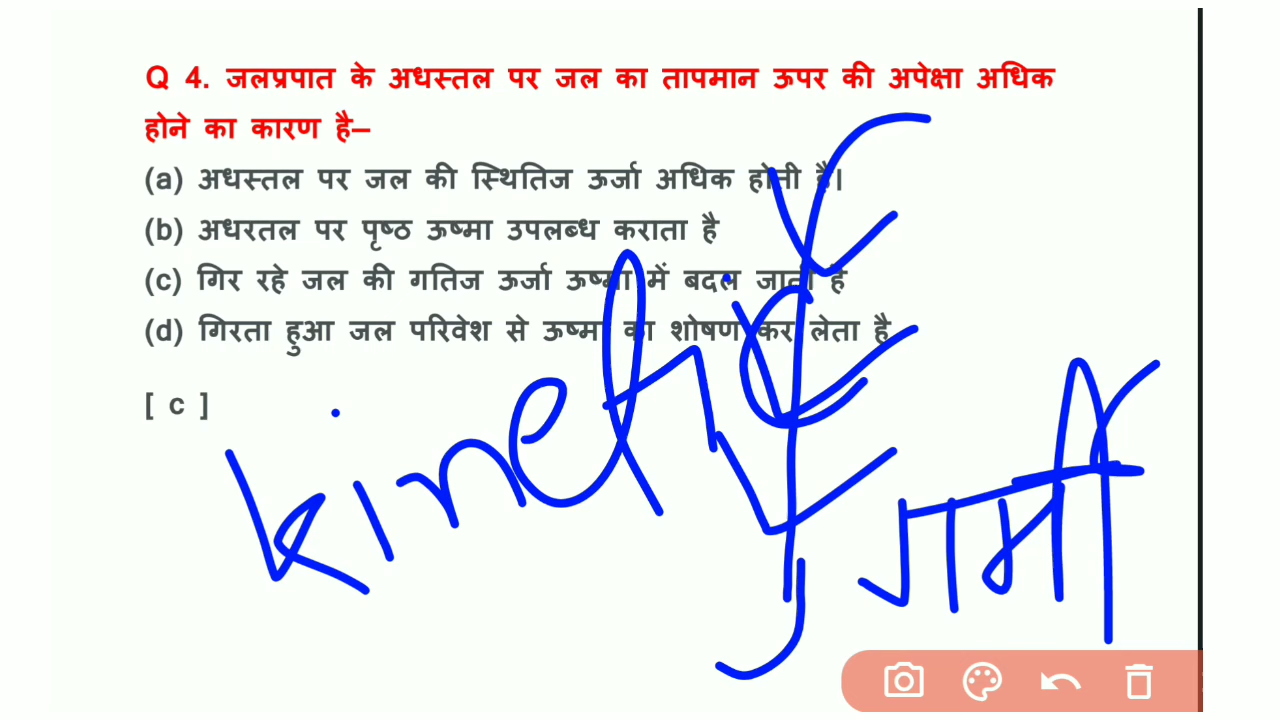 Q 4. जलप्रपात के अधस्तल पर जल का तापमान ऊपर की अपेक्षा अधिक
होने का कारण है–
(a) अधस्तल पर जल की स्थितिज ऊर्जा अधिक होती है।
(b) अधरतल पर पृष्ठ ऊष्मा उपलब्ध कराता है
(c) गिर रहे जल की गतिज ऊर्जा ऊष्मा में बदल जाती है
(d) गिरता हुआ जल परिवेश से ऊष्मा का शोषण कर लेता है
[ c ]
kinetic
गर्मी